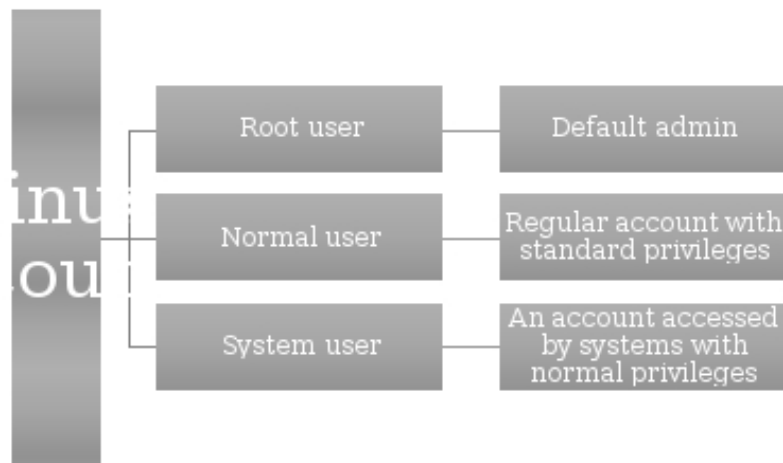 Root user
Default admin
Normal user
Regular account with
standard privileges
System user
An account accessed
by systems with
normal privileges